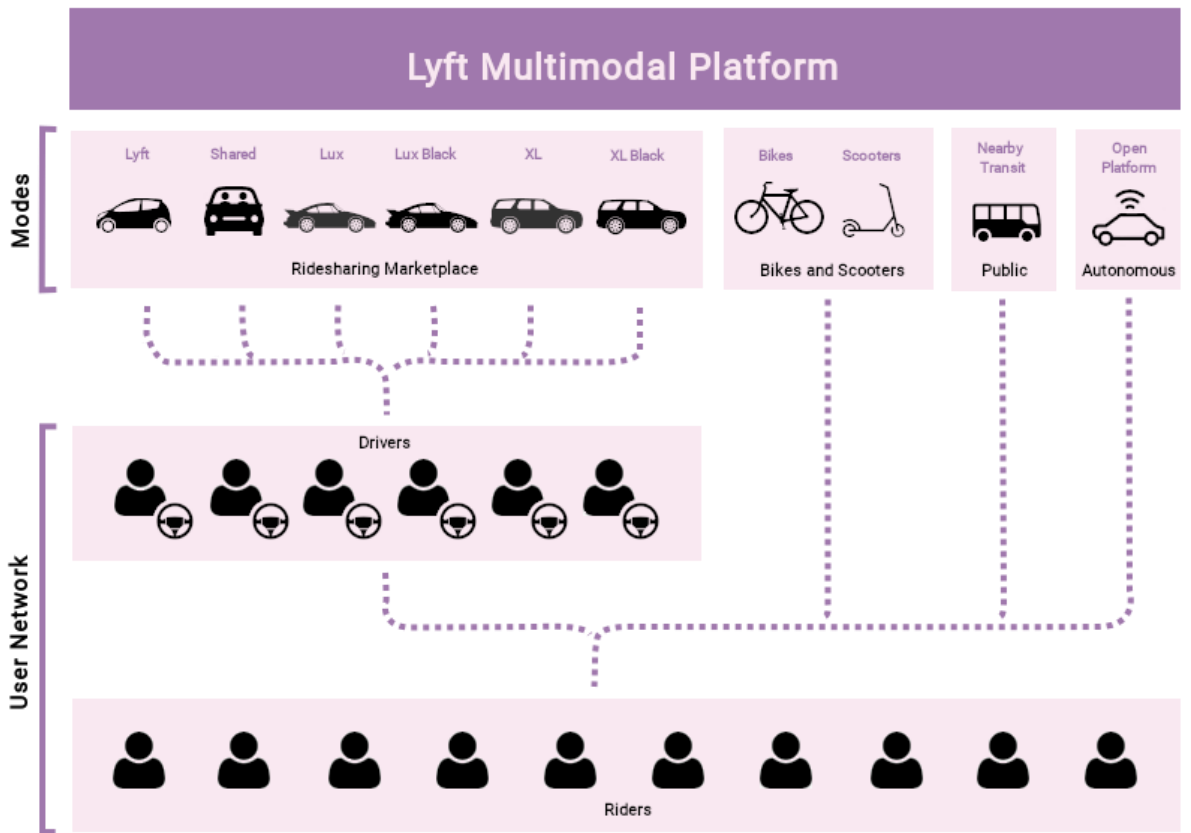 Lyft Multimodal Platform
Modes
Lyft
Shared
Lux
Lux Black
XL
XL Black
Ridesharing Marketplace
Bikes
Scooters
Bikes and Scooters
Nearby
Transit
Public
Open
Platform
Autonomous
User Network
Drivers
Riders